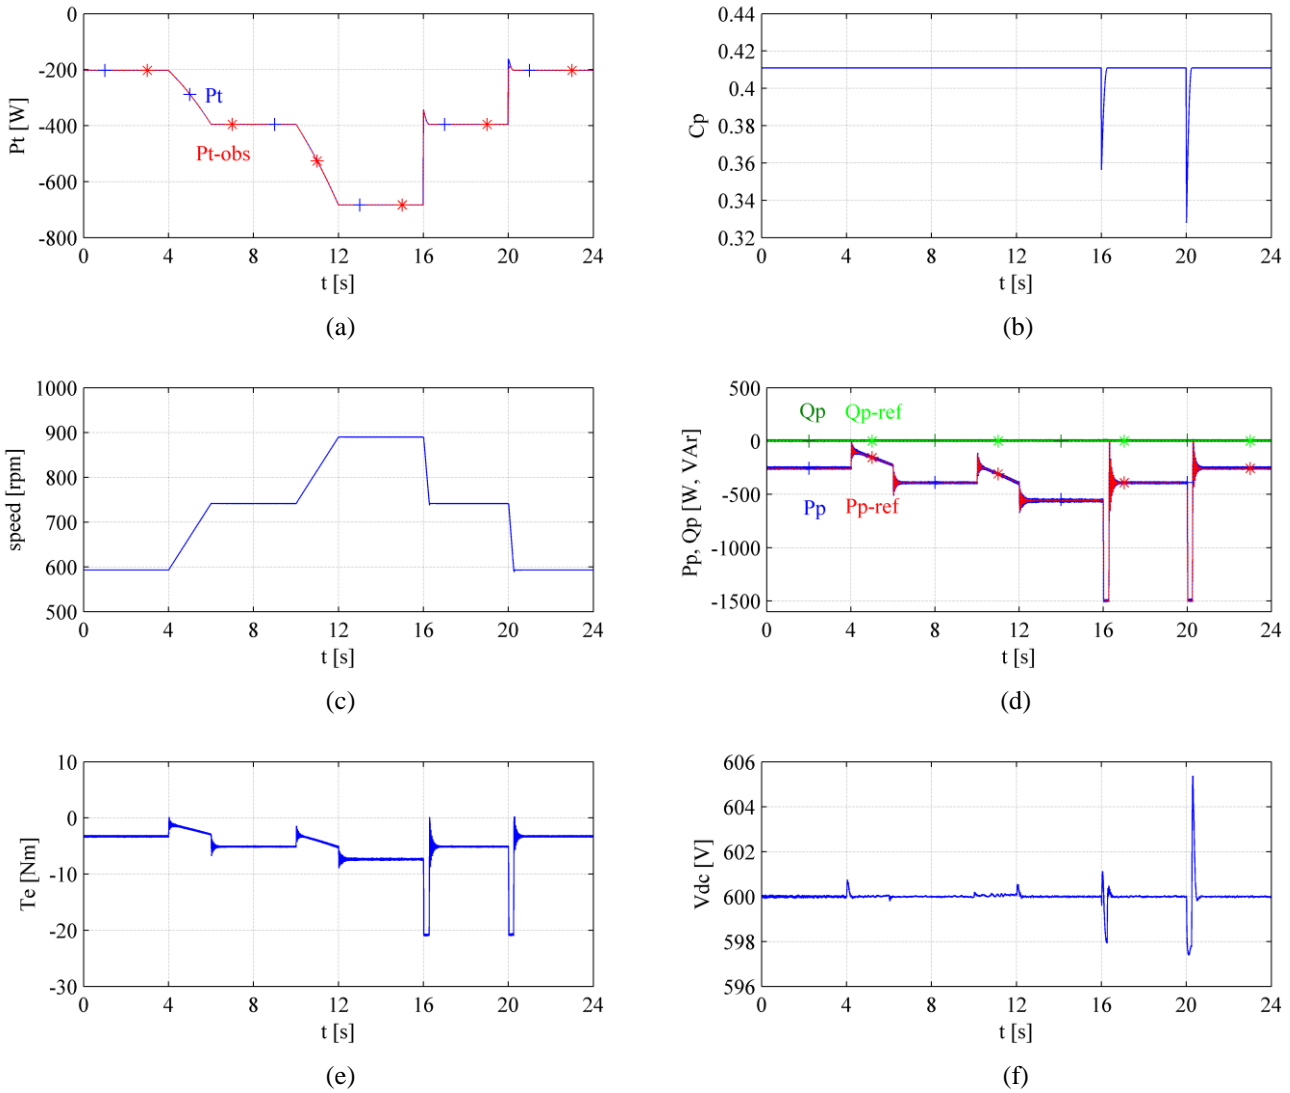 0
-200
-400
-600
-800
Pt [W]
Pt
Pt-obs
0 4 8 12 16 20 24
t [s]
(a)
0.44
0.42
0.4
0.38
0.36
0.34
0.32
Cp
0 4 8 12 16 20 24
t [s]
(b)
1000
900
800
700
600
500
speed [rpm]
0 4 8 12 16 20 24
t [s]
(c)
500
0
-500
-1000
-1500
Pp, Qp [W, VAr]
Qp Qp-ref
Pp Pp-ref
0 4 8 12 16 20 24
t [s]
(d)
10
0
-10
-20
-30
Te [Nm]
0 4 8 12 16 20 24
t [s]
(e)
606
604
602
600
598
596
Vdc [V]
0 4 8 12 16 20 24
t [s]
(f)